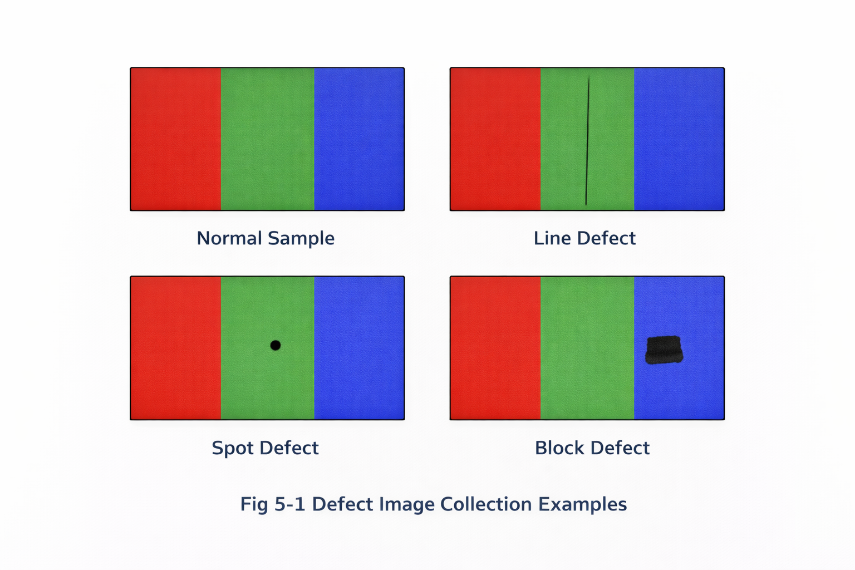 Normal Sample
Line Defect
Spot Defect
Block Defect
Fig 5-1 Defect Image Collection Examples